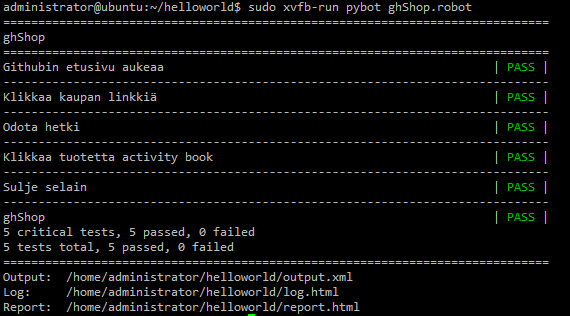 administrator@ubuntu:~/helloworld$ sudo xvfb-run pybot ghShop.robot
==============================================================================
ghShop
==============================================================================
Githubin etusivu aukeaa | PASS |
------------------------------------------------------------------------------
Klikkaa kaupan linkkiä | PASS |
------------------------------------------------------------------------------
Odota hetki | PASS |
------------------------------------------------------------------------------
Klikkaa tuotetta activity book | PASS |
------------------------------------------------------------------------------
Sulje selain | PASS |
------------------------------------------------------------------------------
ghShop | PASS |
5 critical tests, 5 passed, 0 failed
5 tests total, 5 passed, 0 failed
==============================================================================
Output:  /home/administrator/helloworld/output.xml
Log:     /home/administrator/helloworld/log.html
Report:  /home/administrator/helloworld/report.html